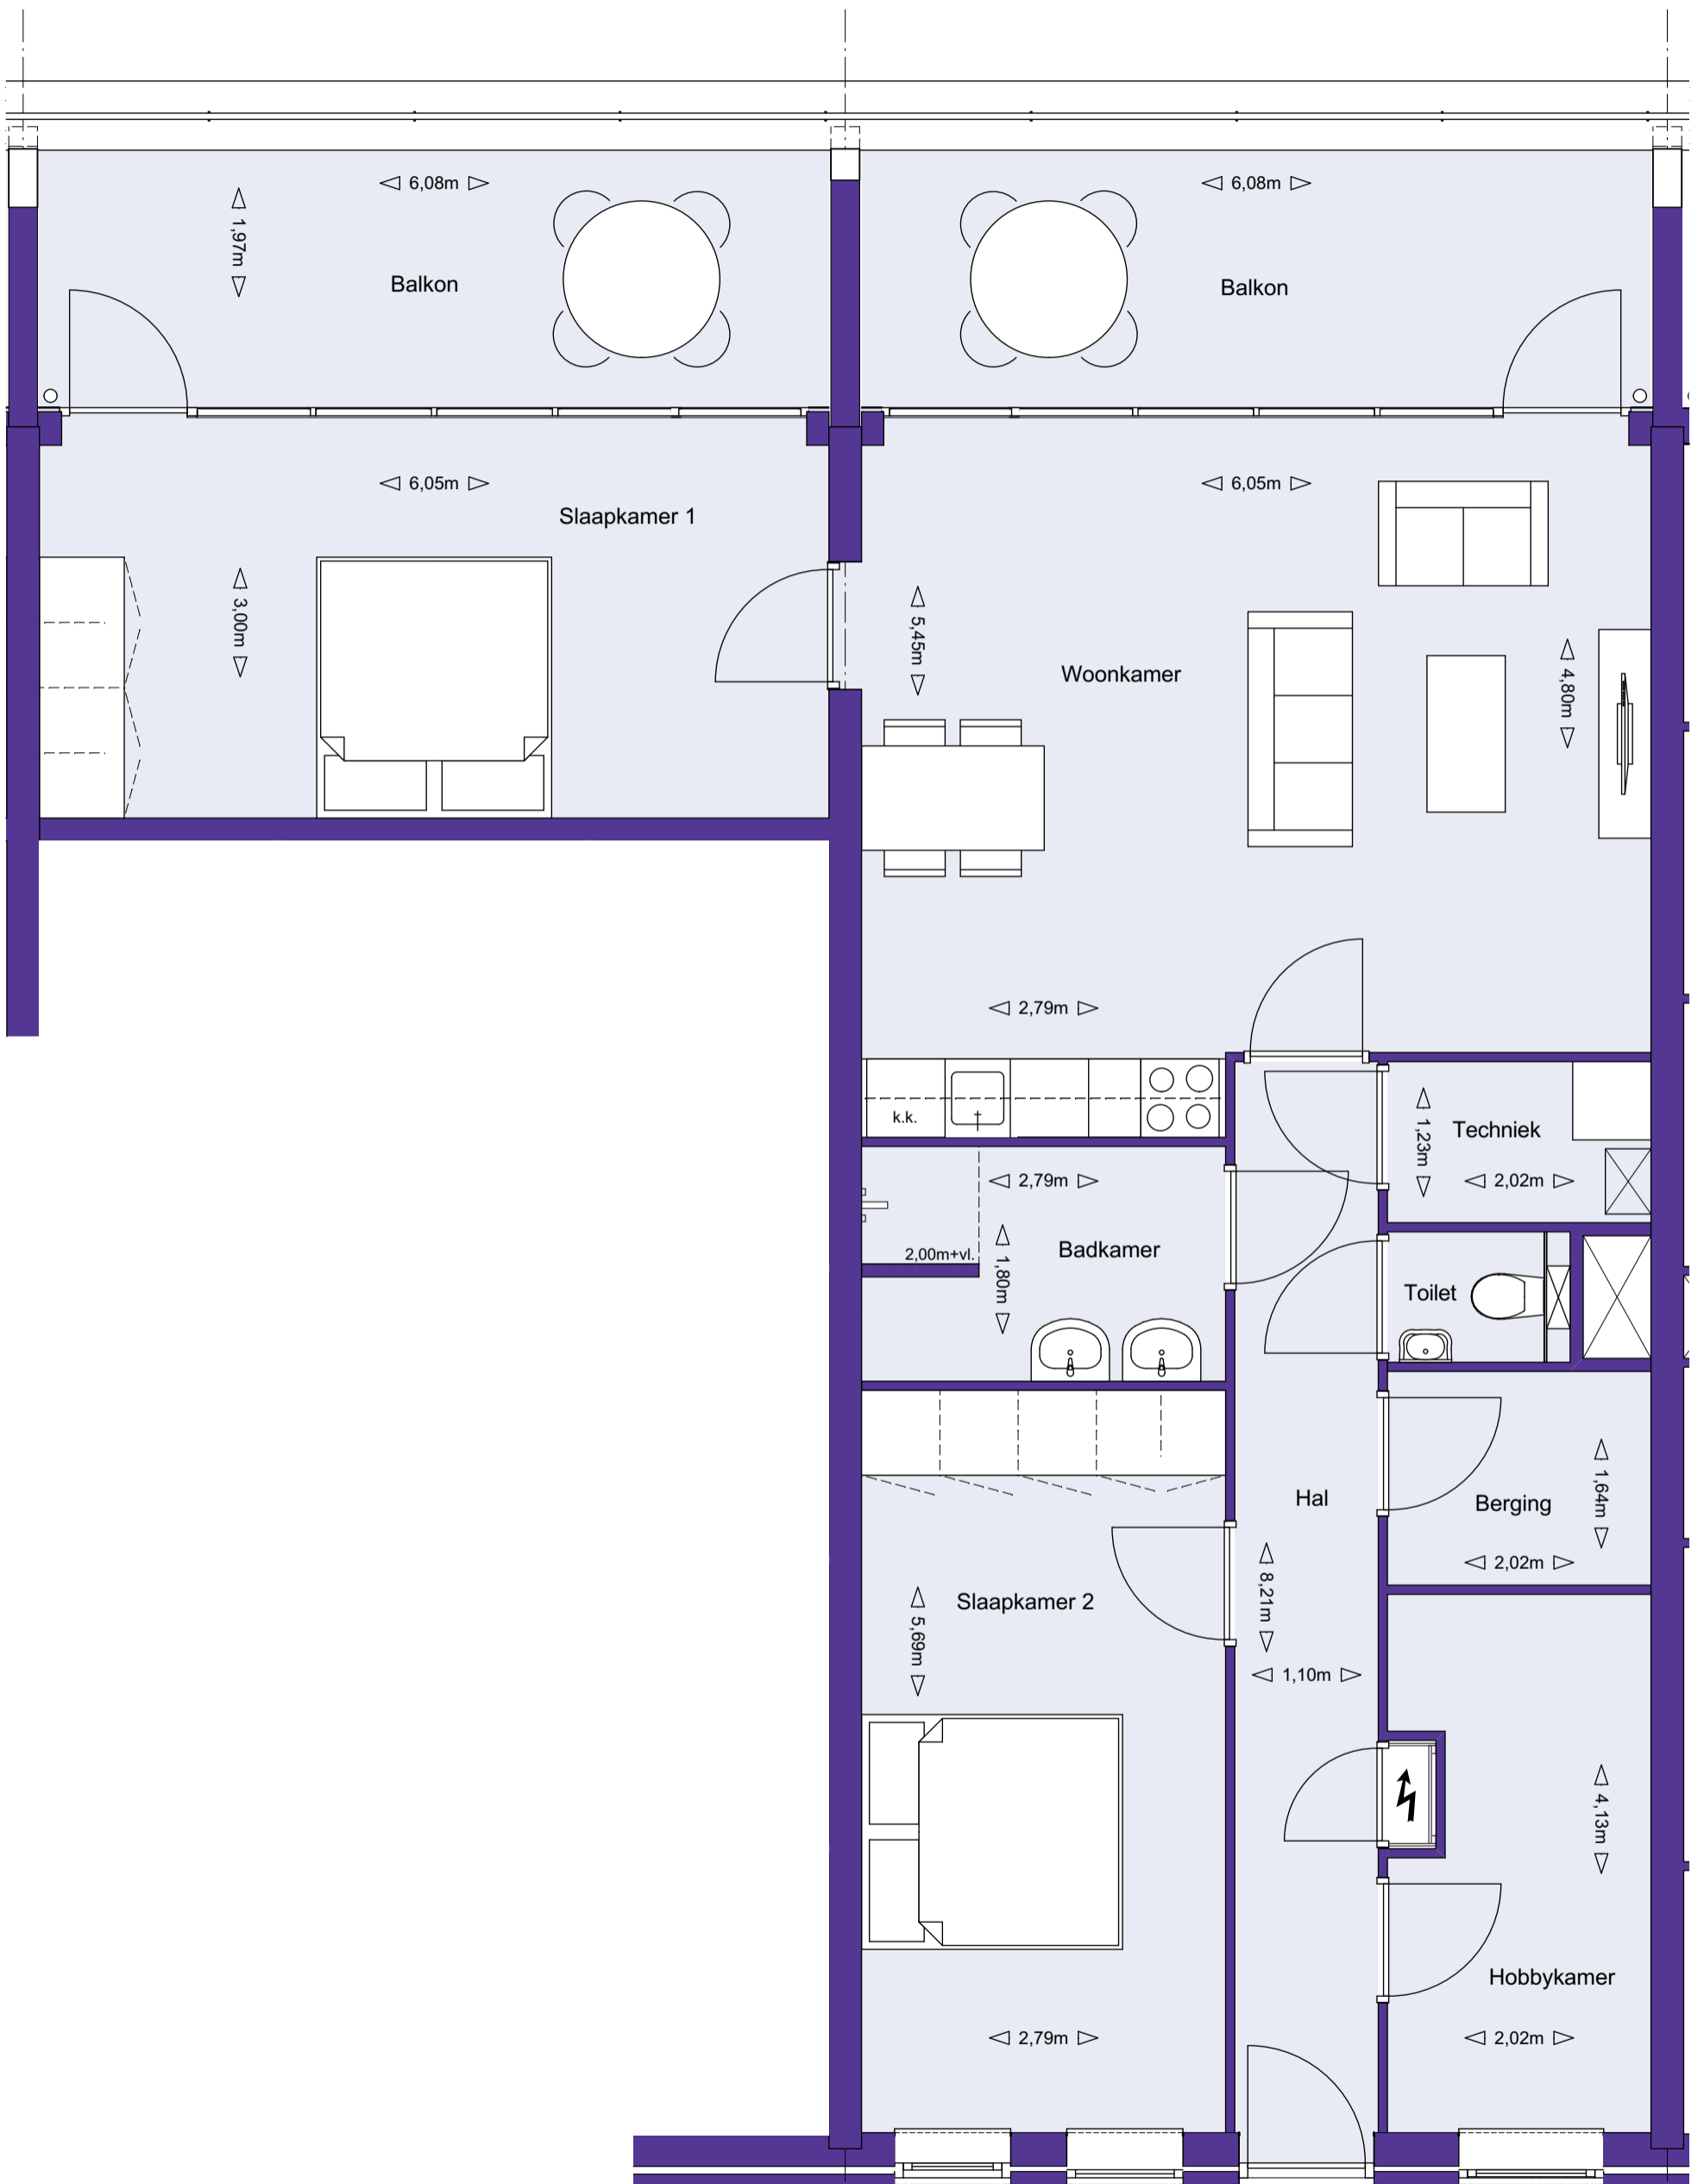 6,08m
6,08m
1,97m
Balkon
Balkon
6,05m
6,05m
Slaapkamer 1
3,00m
5,45m
Woonkamer
4,80m
2,79m
k.k.
1,23m
Techniek
2,79m
2,02m
2,00m+vl.
1,80m
Badkamer
Toilet
Hal
Berging
1,64m
2,02m
8,21m
Slaapkamer 2
5,69m
1,10m
4,13m
Hobbykamer
2,79m
2,02m